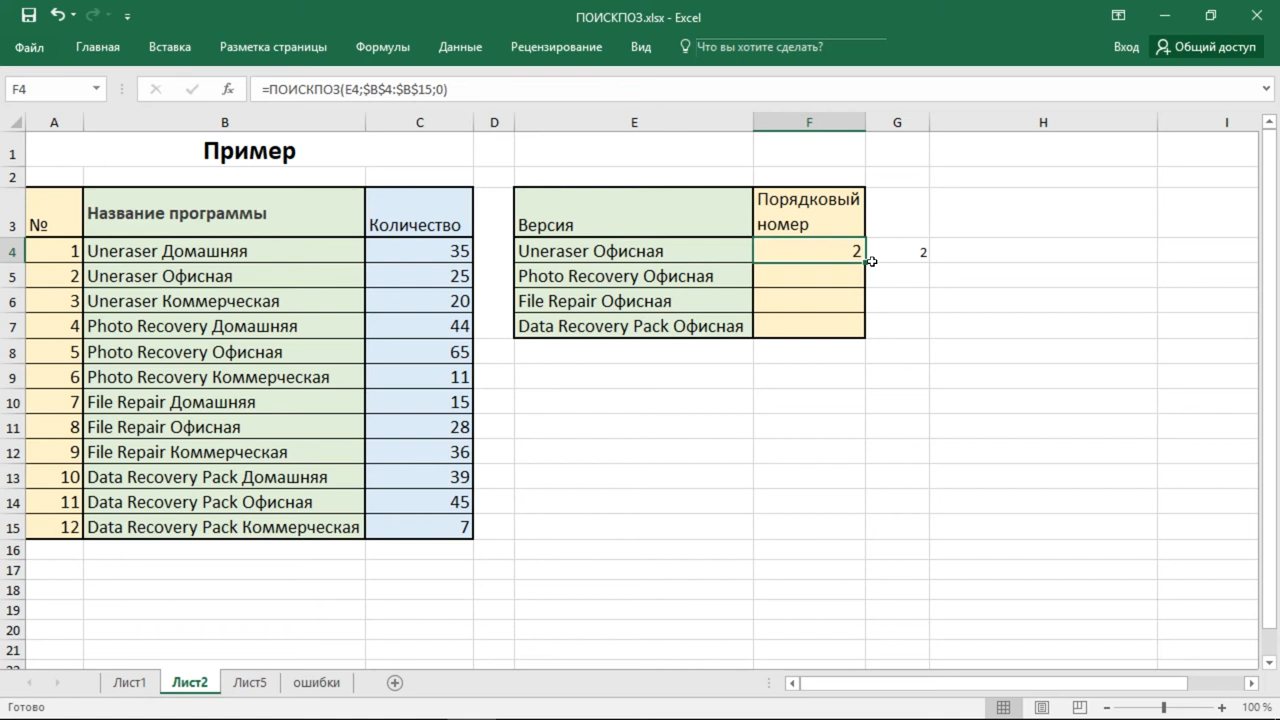 ПОИСКПОЗ.xlsx - Excel
Файл Главная Вставка Разметка страницы Формулы Данные Рецензирование Вид Что вы хотите сделать? Вход Общий доступ
F4 fx =ПОИСКПОЗ(E4;$B$4:$B$15;0)
A B C D E F G H I
1 Пример
2
3 № Название программы Количество Версия Порядковый
номер
4 1 Uneraser Домашняя 35 Uneraser Офисная 2 2
5 2 Uneraser Офисная 25 Photo Recovery Офисная
6 3 Uneraser Коммерческая 20 File Repair Офисная
7 4 Photo Recovery Домашняя 44 Data Recovery Pack Офисная
8 5 Photo Recovery Офисная 65
9 6 Photo Recovery Коммерческая 11
10 7 File Repair Домашняя 15
11 8 File Repair Офисная 28
12 9 File Repair Коммерческая 36
13 10 Data Recovery Pack Домашняя 39
14 11 Data Recovery Pack Офисная 45
15 12 Data Recovery Pack Коммерческая 7
16
17
18
19
20
21
Лист1 Лист2 Лист5 ошибки
Готово 100 %